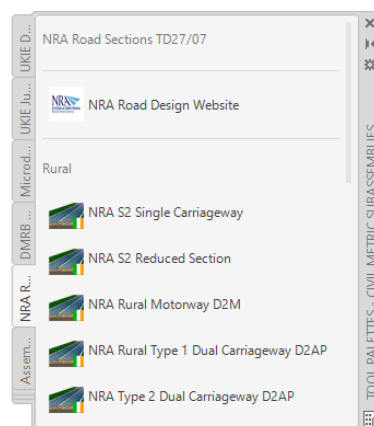 UKIE D...
UKIE Ju...
Microd...
DMRB ...
NRA R...
Assem...
NRA Road Sections TD27/07
NRA
NRA Road Design Website
Rural
NRA S2 Single Carriageway
NRA S2 Reduced Section
NRA Rural Motorway D2M
NRA Rural Type 1 Dual Carriageway D2AP
NRA Type 2 Dual Carriageway D2AP
TOOL PALETTES - CIVIL METRIC SUBASSEMBLIES